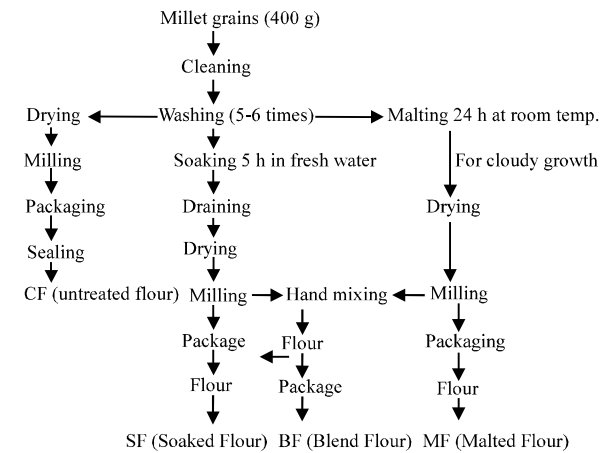 Millet grains (400 g)
Cleaning
Drying
Washing (5-6 times)
Malting 24 h at room temp.
Milling
Soaking 5 h in fresh water
For cloudy growth
Packaging
Draining
Drying
Sealing
Drying
CF (untreated flour)
Milling
Hand mixing
Milling
Package
Flour
Packaging
Flour
Package
Flour
SF (Soaked Flour)
BF (Blend Flour)
MF (Malted Flour)